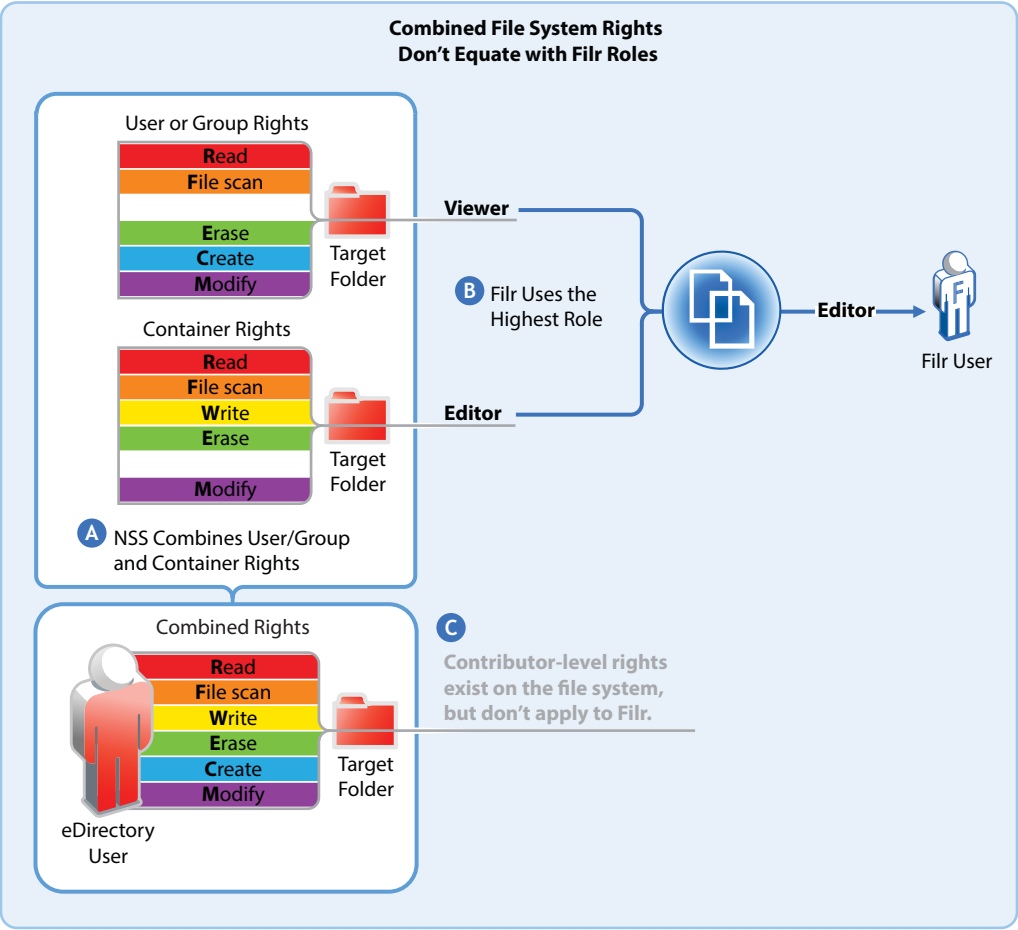 Combined File System Rights
Don't Equate with Filr Roles
User or Group Rights
Read
File scan
Erase
Create
Modify
Target
Folder
Viewer
Container Rights
Read
File scan
Write
Erase
Modify
Target
Folder
Editor
B Filr Uses the
Highest Role
Editor
F
Filr User
A NSS Combines User/Group
and Container Rights
Combined Rights
Read
File scan
Write
Erase
Create
Modify
Target
Folder
eDirectory
User
C
Contributor-level rights
exist on the file system,
but don't apply to Filr.